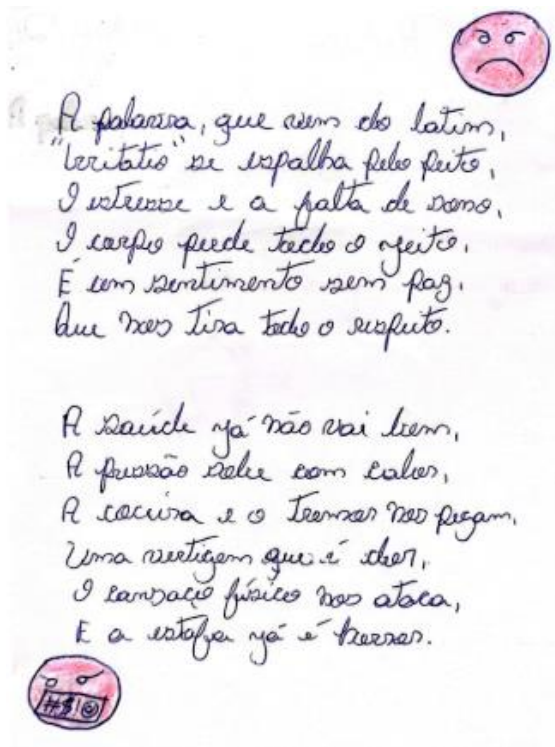 A palavra, que vem do latim,
"Irritatio" se espalha pelo peito,
O estresse e a falta de sono,
O corpo perde todo o jeito.
É um sentimento sem paz.
Que nos tira todo o respeito.
A saúde já não vai bem,
A pressão sobe com calor,
A coceira e o tremor nos pegam,
Uma vertigem que é dor,
O cansaço físico nos ataca,
E a estafa já é horror.
#$!@